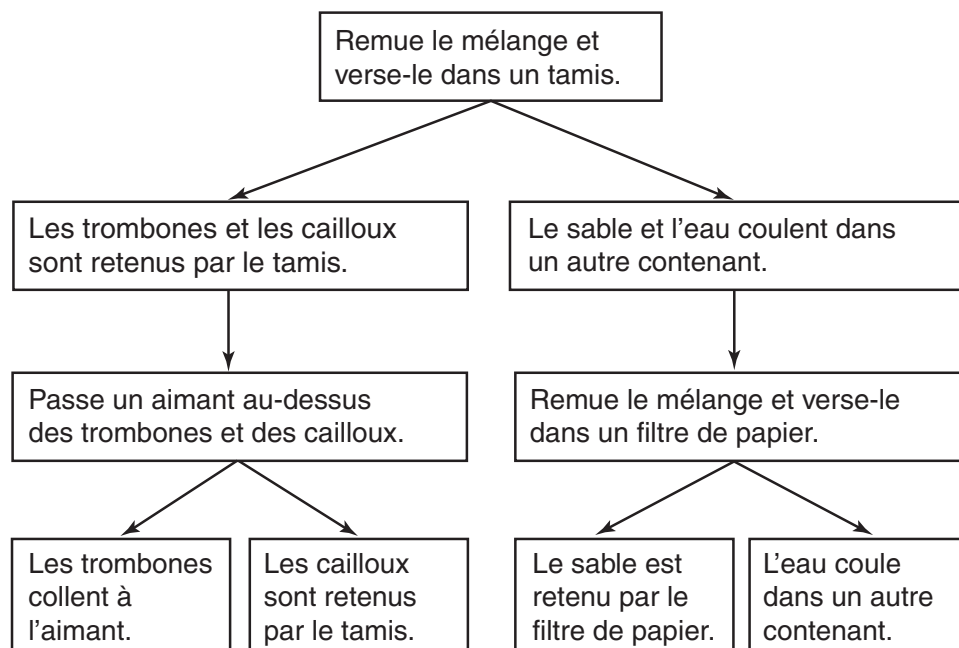 Remue le mélange et
verse-le dans un tamis.
Les trombones et les cailloux
sont retenus par le tamis.
Le sable et l'eau coulent dans
un autre contenant.
Passe un aimant au-dessus
des trombones et des cailloux.
Remue le mélange et verse-le
dans un filtre de papier.
Les trombones
collent à
l'aimant.
Les cailloux
sont retenus
par le tamis.
Le sable est
retenu par le
filtre de papier.
L'eau coule
dans un autre
contenant.